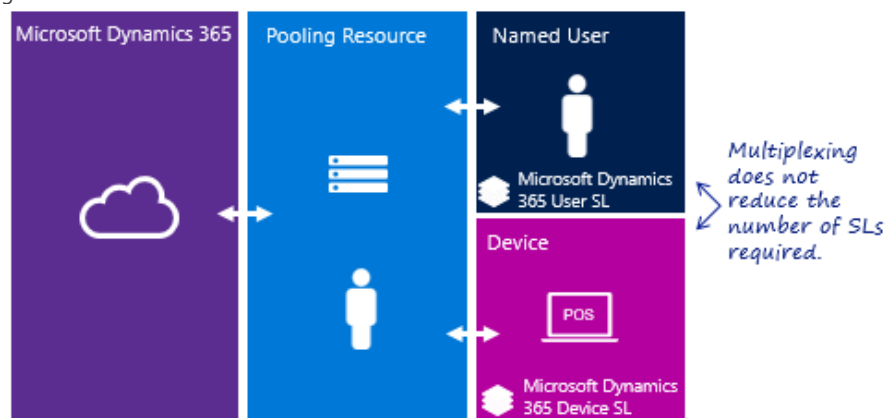 Microsoft Dynamics 365
Pooling Resource
Named User
Microsoft Dynamics
365 User SL
Multiplexing
does not
reduce the
number of SLs
required.
Device
POS
Microsoft Dynamics
365 Device SL